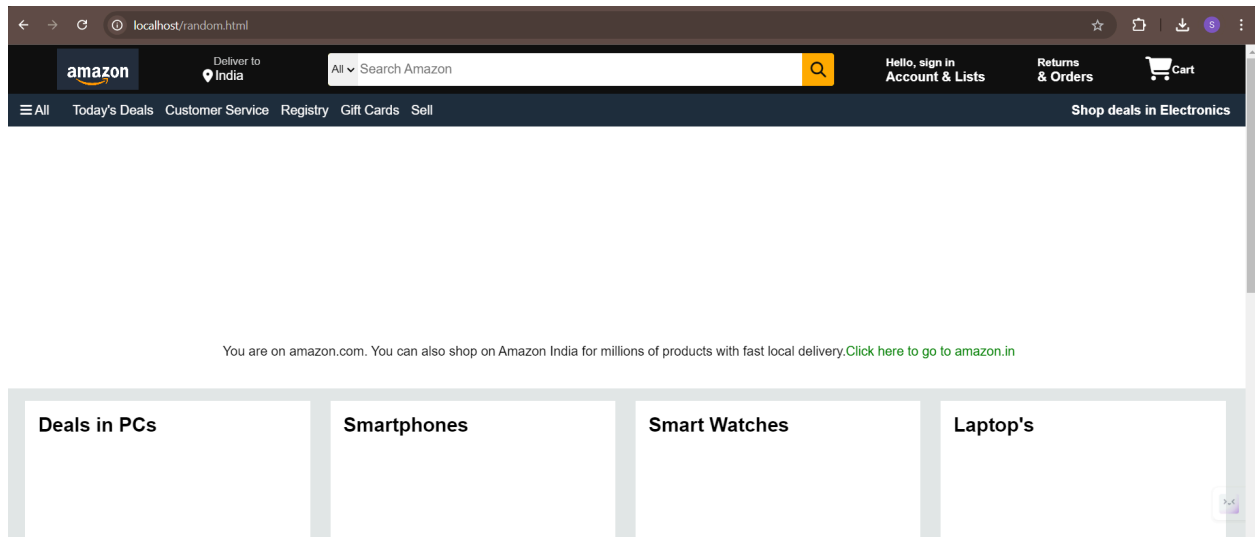 localhost/random.html
S
amazon
Deliver to
India
All Search Amazon
Hello, sign in
Account & Lists
Returns
& Orders
Cart
All Today's Deals Customer Service Registry Gift Cards Sell Shop deals in Electronics
You are on amazon.com. You can also shop on Amazon India for millions of products with fast local delivery.Click here to go to amazon.in
Deals in PCs Smartphones Smart Watches Laptop's